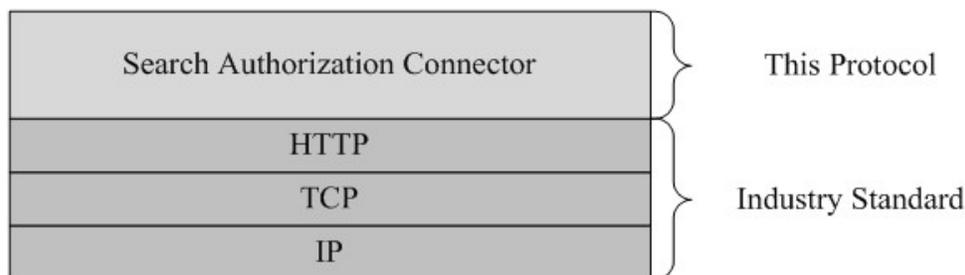 Search Authorization Connector
This Protocol
HTTP
TCP
Industry Standard
IP